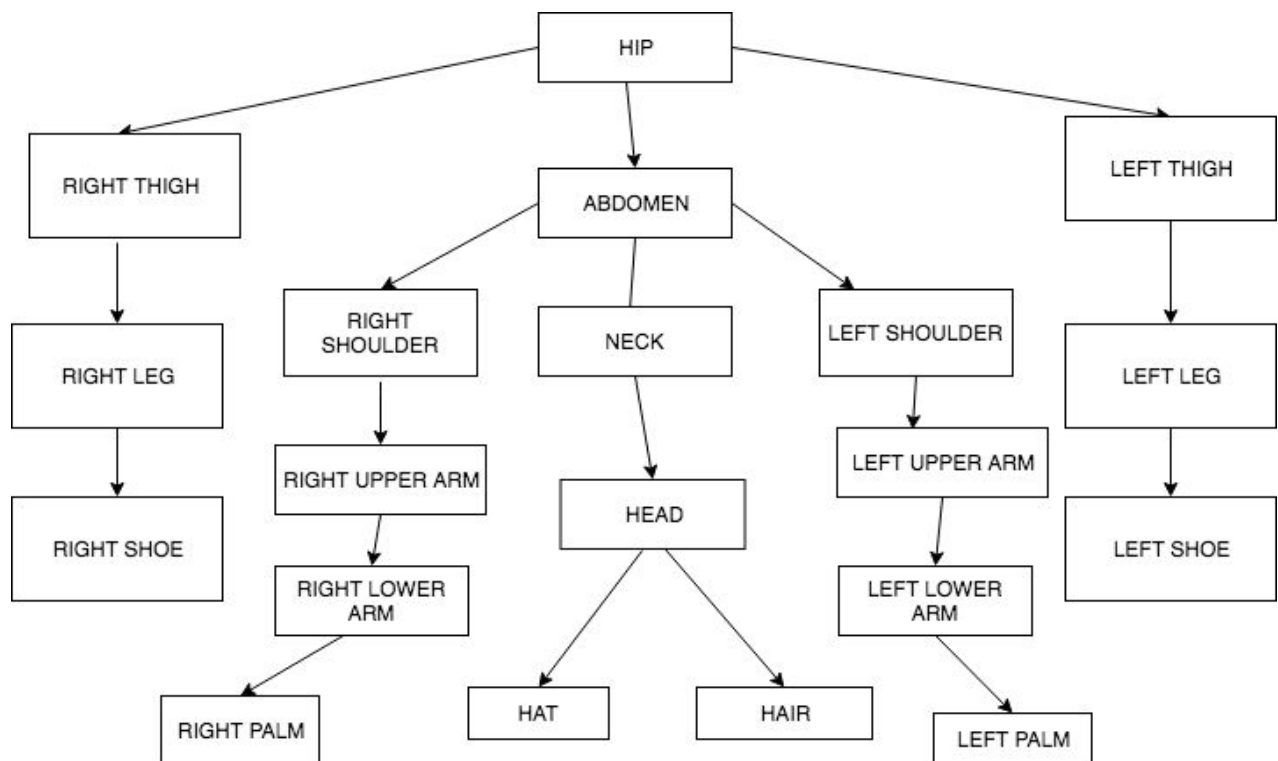 HIP
RIGHT THIGH
ABDOMEN
LEFT THIGH
RIGHT
SHOULDER
NECK
LEFT SHOULDER
RIGHT LEG
LEFT LEG
RIGHT UPPER ARM
LEFT UPPER ARM
HEAD
RIGHT SHOE
LEFT SHOE
RIGHT LOWER
ARM
LEFT LOWER
ARM
RIGHT PALM
HAT
HAIR
LEFT PALM